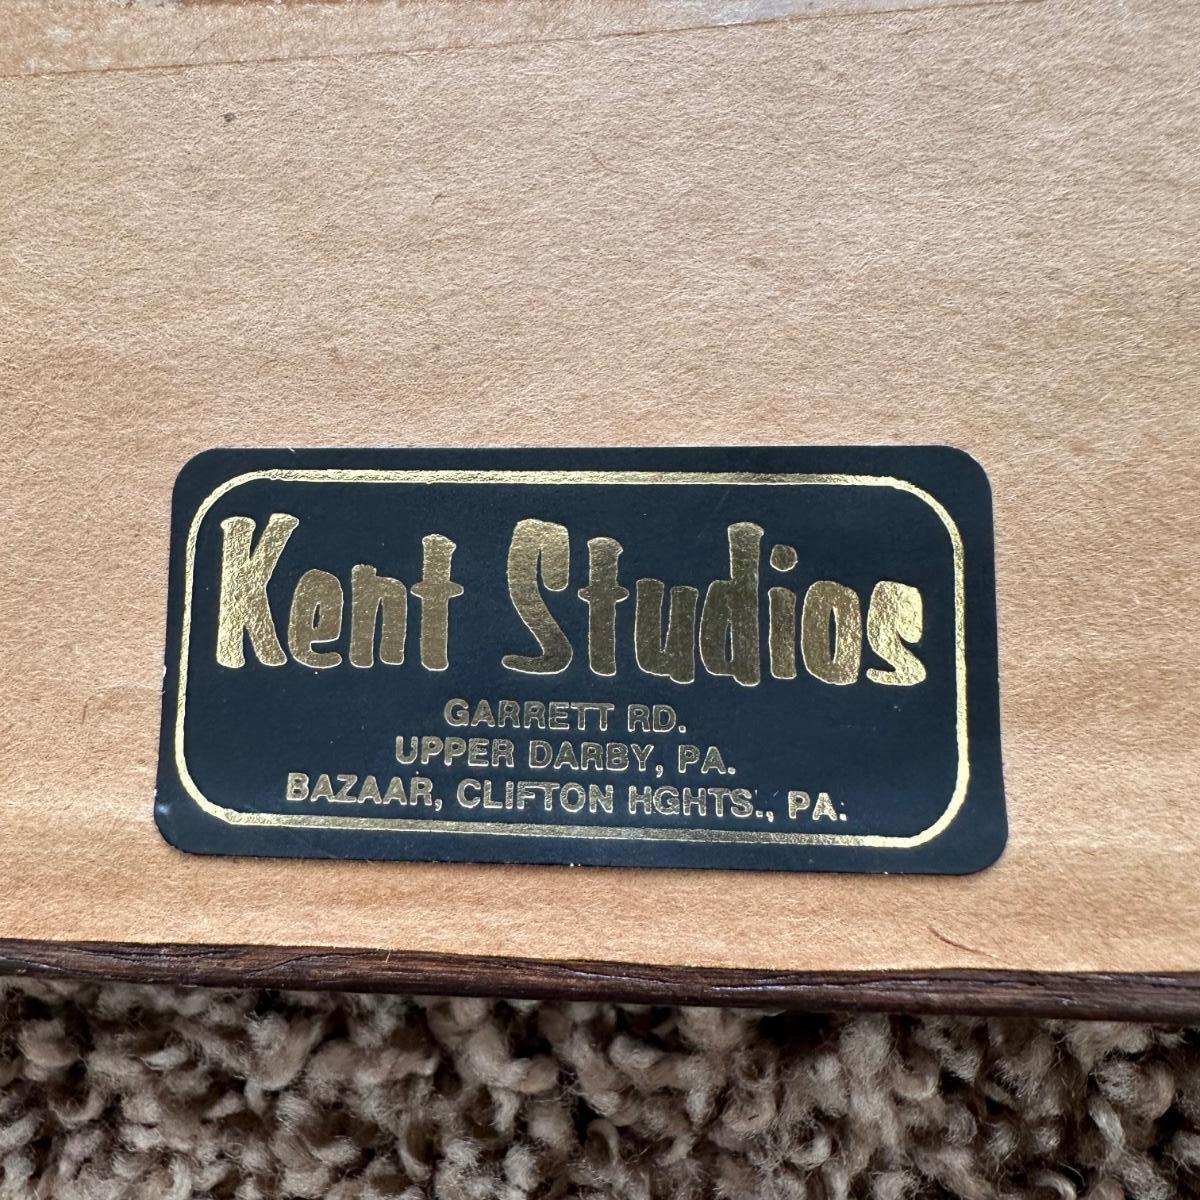 Kent Studios
GARRETT RD.
UPPER DARBY, PA.
BAZAAR, CLIFTON HGHTS., PA.